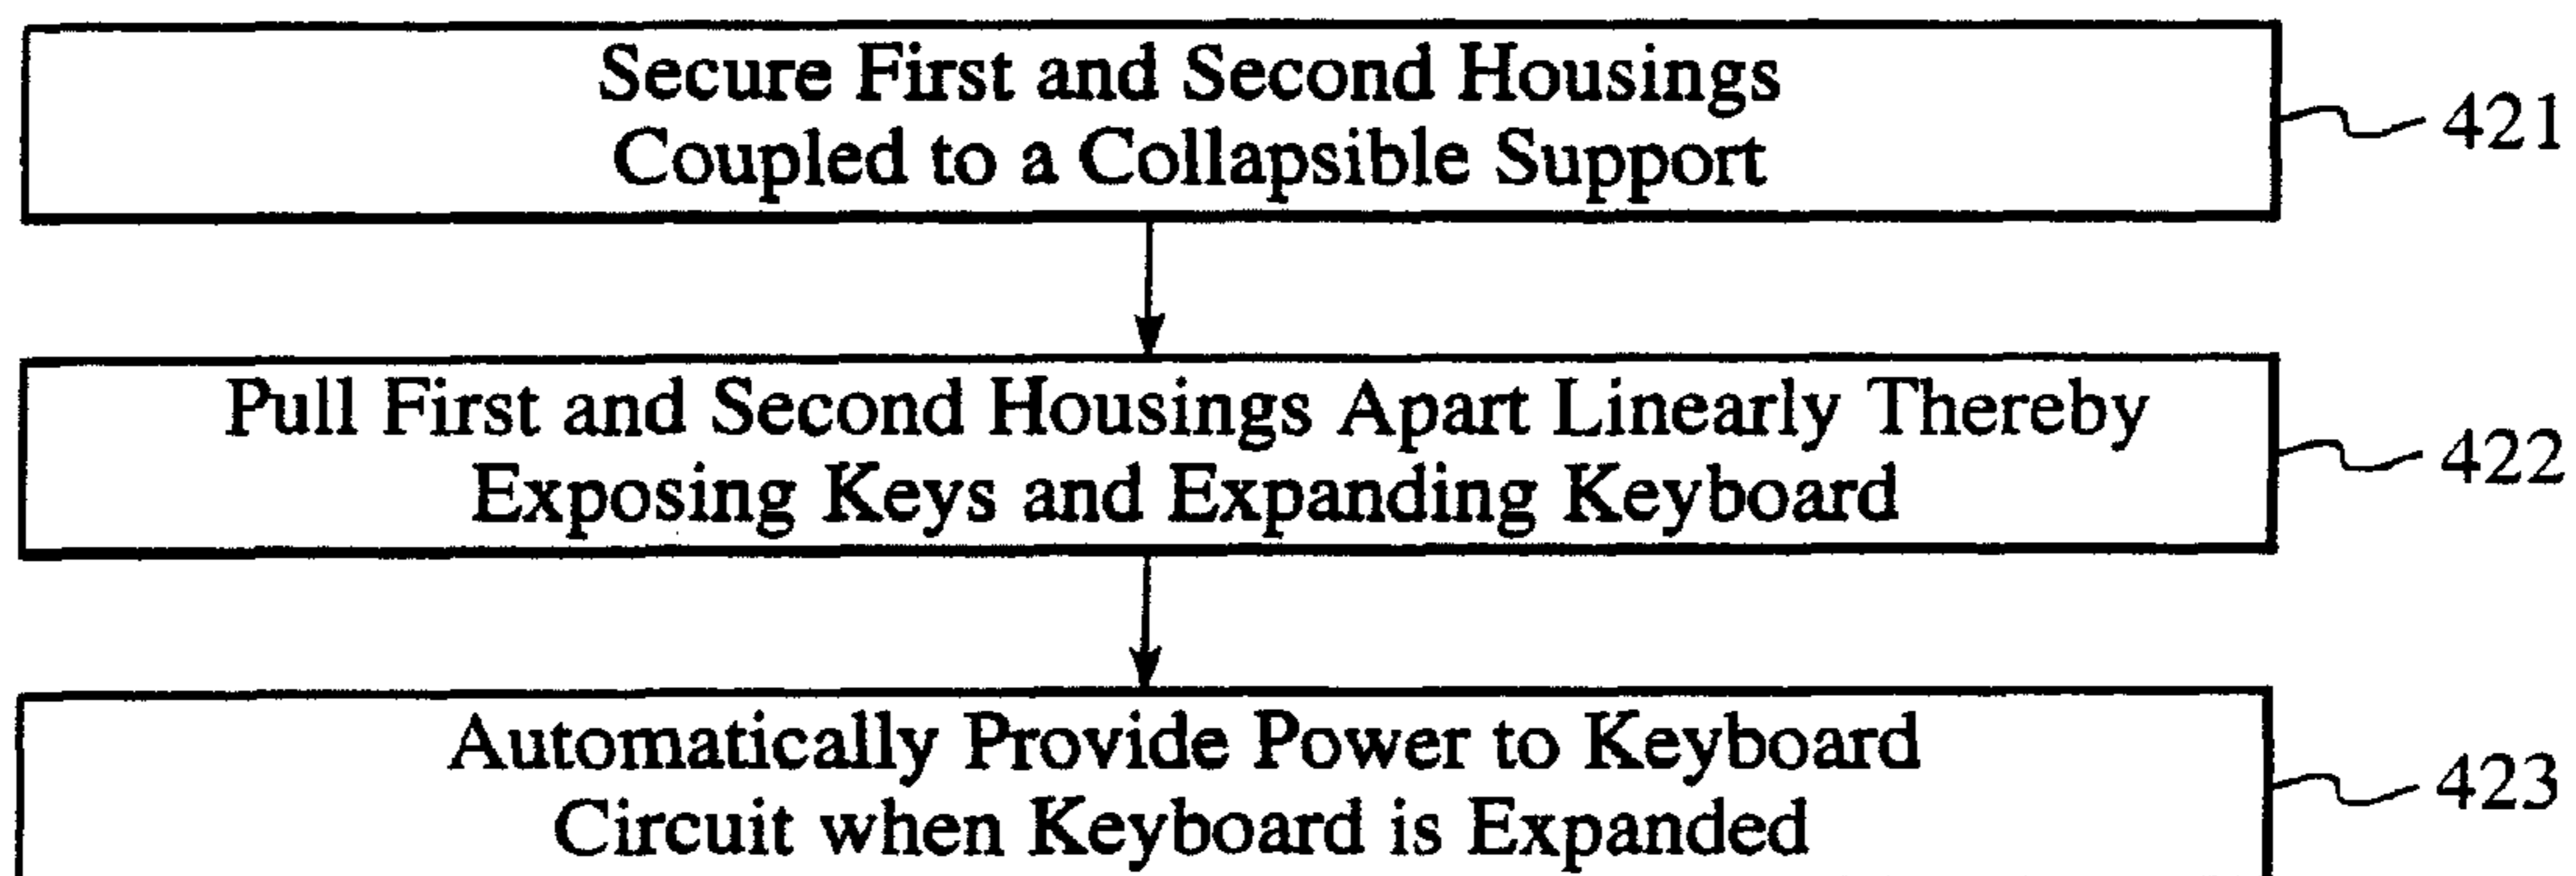 Secure First and Second Housings
Coupled to a Collapsible Support
421
Pull First and Second Housings Apart Linearly Thereby
Exposing Keys and Expanding Keyboard
422
Automatically Provide Power to Keyboard
Circuit when Keyboard is Expanded
423